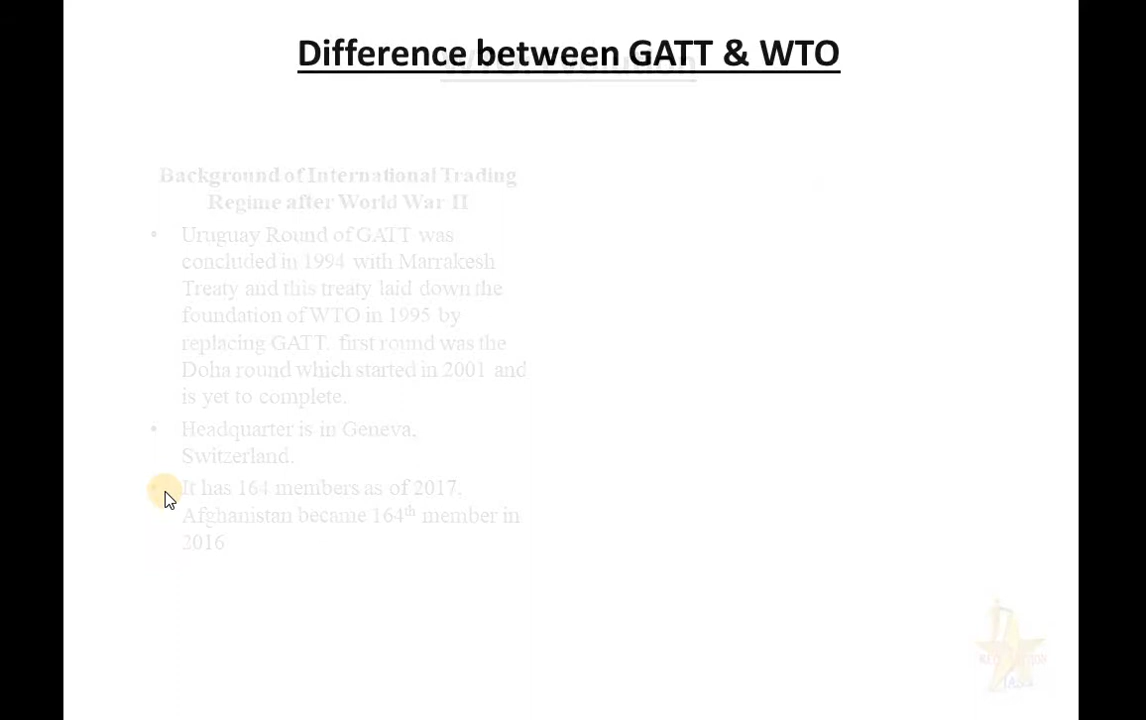 Difference between GATT & WTO
Background of International Trading
Regime after World War II
• Uruguay Round of GATT was
concluded in 1994 with Marrakesh
Treaty and this treaty laid down the
foundation of WTO in 1995 by
replacing GATT. first round was the
Doha round which started in 2001 and
is yet to complete.
• Headquarter is in Geneva,
Switzerland.
It has 164 members as of 2017.
Afghanistan became 164th member in
2016